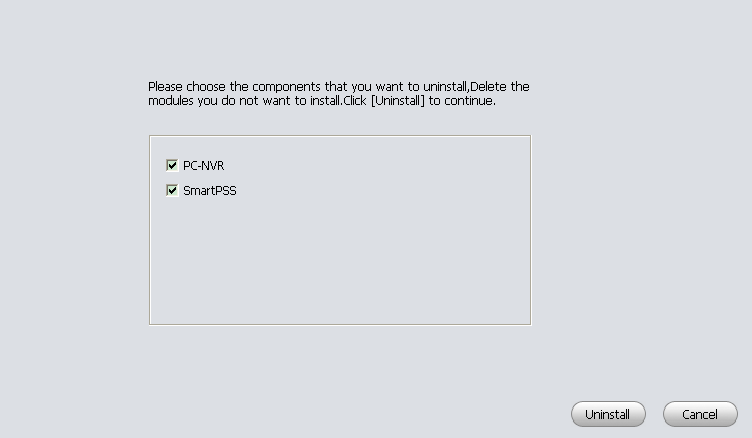 Please choose the components that you want to uninstall,Delete the
modules you do not want to install.Click [Uninstall] to continue.
PC-NVR
SmartPSS
Uninstall
Cancel